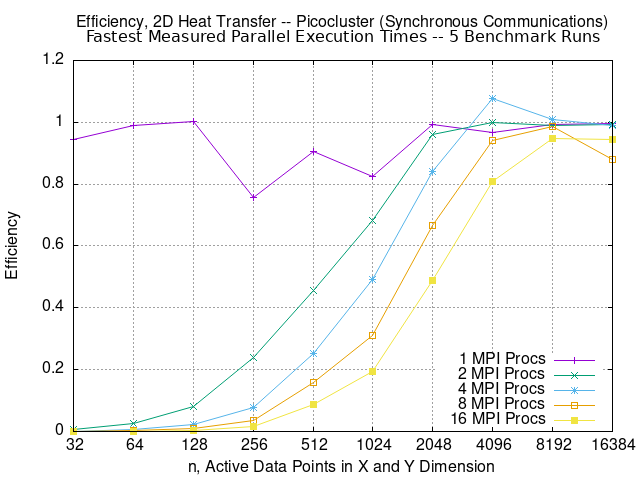 Efficiency, 2D Heat Transfer -- Picocluster (Synchronous Communications)
Fastest Measured Parallel Execution Times -- 5 Benchmark Runs
1.2
1
0.8
0.6
0.4
0.2
0
Efficiency
1 MPI Procs
2 MPI Procs
4 MPI Procs
8 MPI Procs
16 MPI Procs
32 64 128 256 512 1024 2048 4096 8192 16384
n, Active Data Points in X and Y Dimension